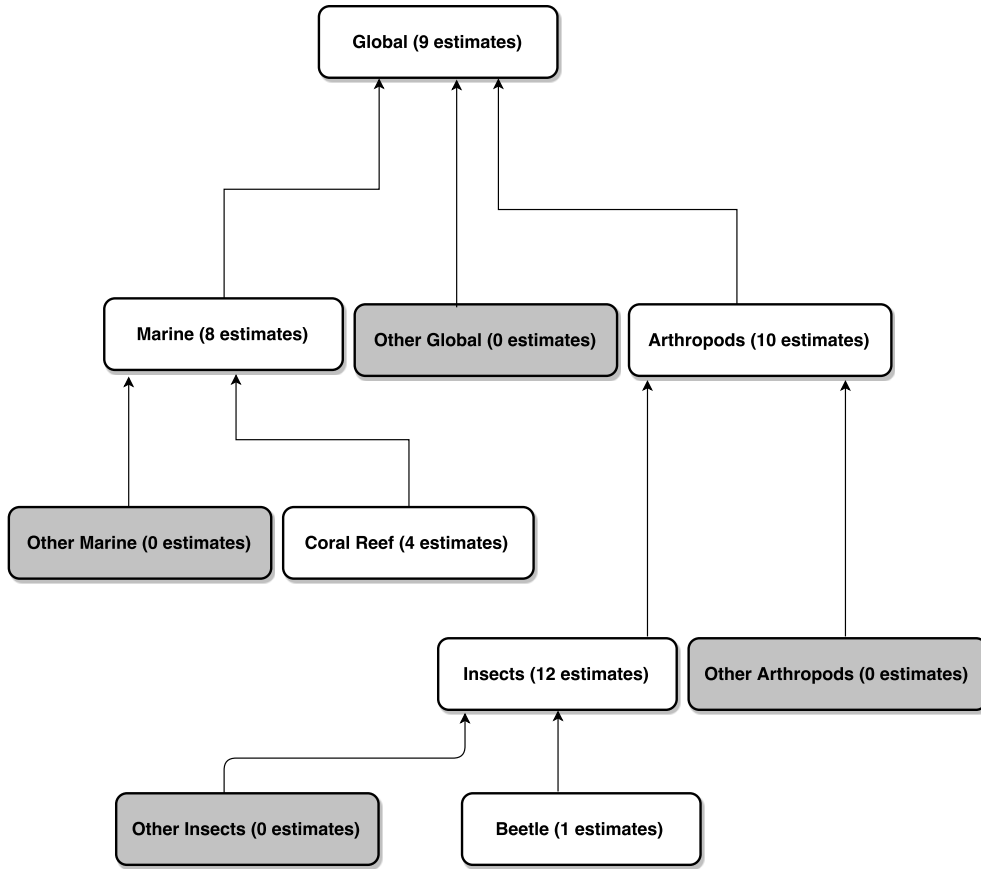 Global (9 estimates)
Marine (8 estimates)
Other Global (0 estimates)
Arthropods (10 estimates)
Other Marine (0 estimates)
Coral Reef (4 estimates)
Insects (12 estimates)
Other Arthropods (0 estimates)
Other Insects (0 estimates)
Beetle (1 estimates)